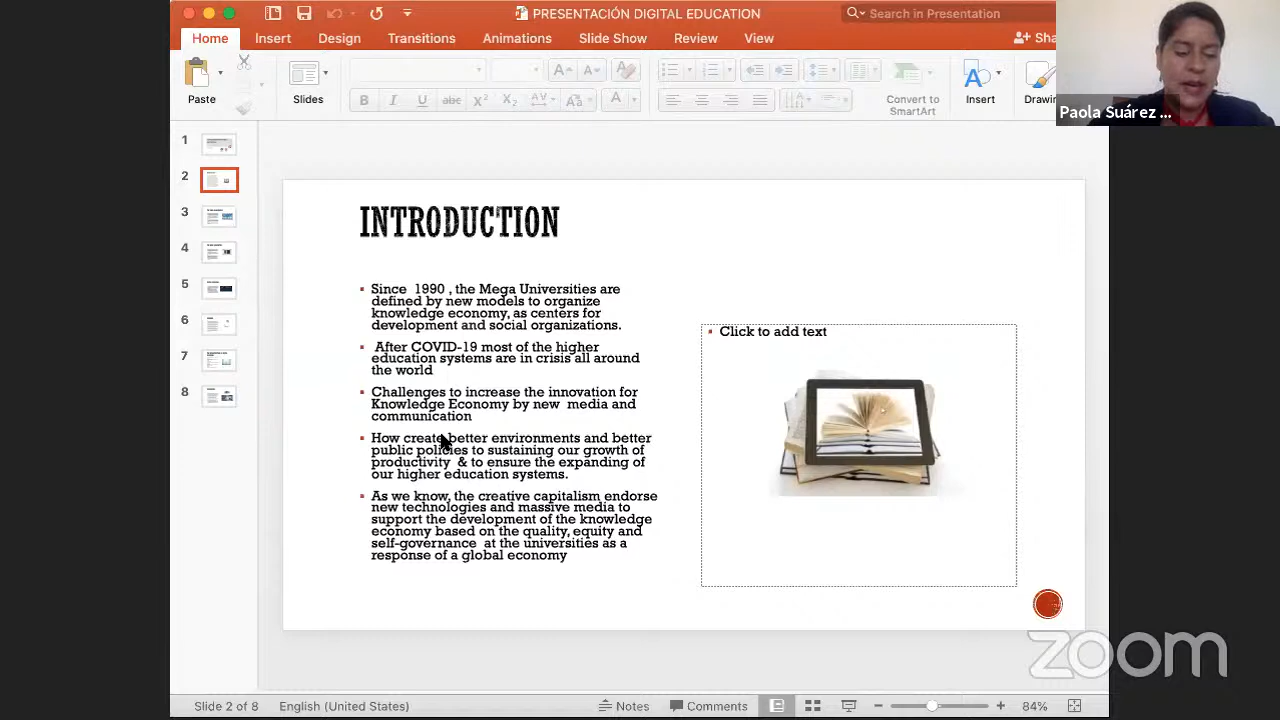 PRESENTACIÓN DIGITAL EDUCATION
Search in Presentation
Home Insert Design Transitions Animations Slide Show Review View
Paste
Slides
B I U abc X² X₂ AV Aa A
Convert to
SmartArt
Insert
Paola Suárez ...
1
2
3
4
5
6
7
8
INTRODUCTION
Since 1990 , the Mega Universities are
defined by new models to organize
knowledge economy, as centers for
development and social organizations.
After COVID-19 most of the higher
education systems are in crisis all around
the world
Challenges to increase the innovation for
Knowledge Economy by new media and
communication
How create better environments and better
public policies to sustaining our growth of
productivity & to ensure the expanding of
our higher education systems.
As we know, the creative capitalism endorse
new technologies and massive media to
support the development of the knowledge
economy based on the quality, equity and
self-governance at the universities as a
response of a global economy
Click to add text
zoom
Slide 2 of 8 English (United States) Notes Comments 84%